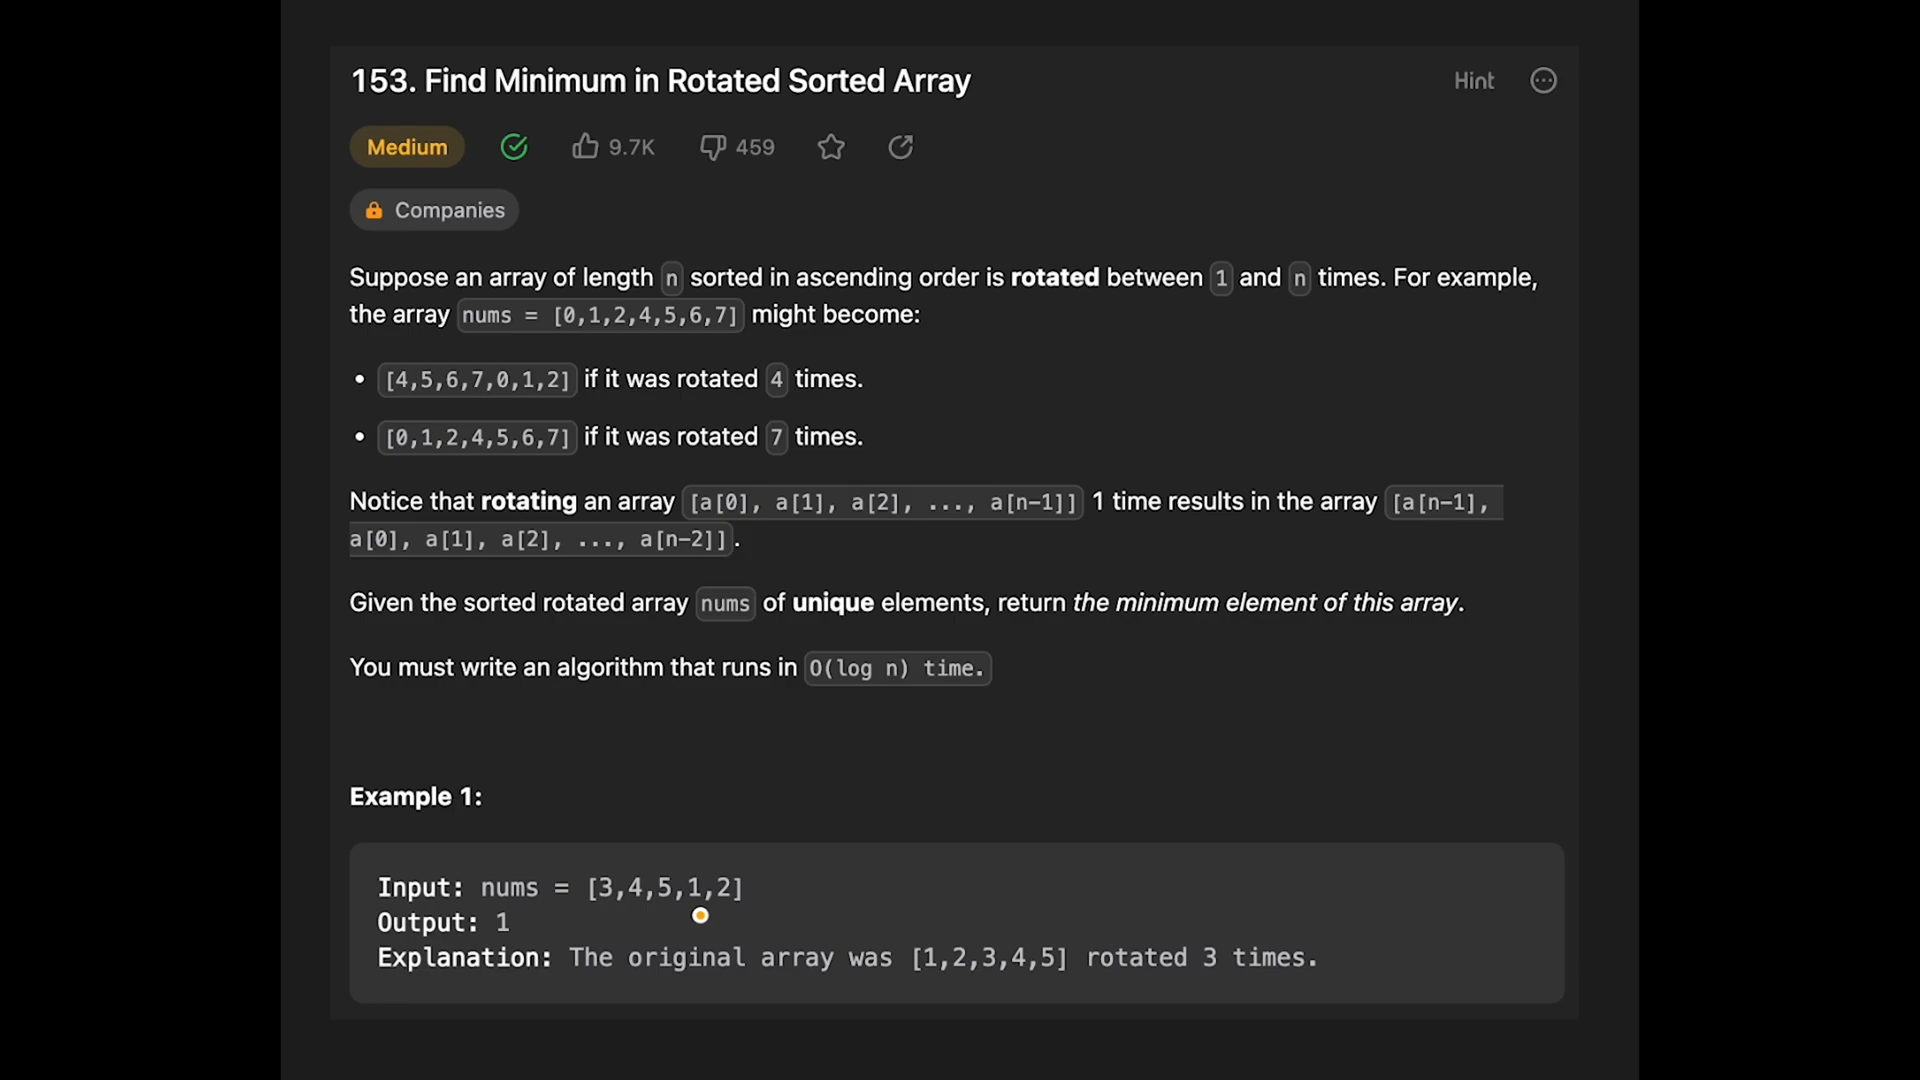 153. Find Minimum in Rotated Sorted Array
Hint
Medium
9.7K
459
Companies
Suppose an array of length n sorted in ascending order is rotated between 1 and n times. For example,
the array nums = [0,1,2,4,5,6,7] might become:
• [4,5,6,7,0,1,2] if it was rotated 4 times.
• [0,1,2,4,5,6,7] if it was rotated 7 times.
Notice that rotating an array [a[0], a[1], a[2], ..., a[n-1]] 1 time results in the array [a[n-1],
a[0], a[1], a[2], ..., a[n-2]].
Given the sorted rotated array nums of unique elements, return the minimum element of this array.
You must write an algorithm that runs in O(log n) time.
Example 1:
Input: nums = [3,4,5,1,2]
Output: 1
Explanation: The original array was [1,2,3,4,5] rotated 3 times.